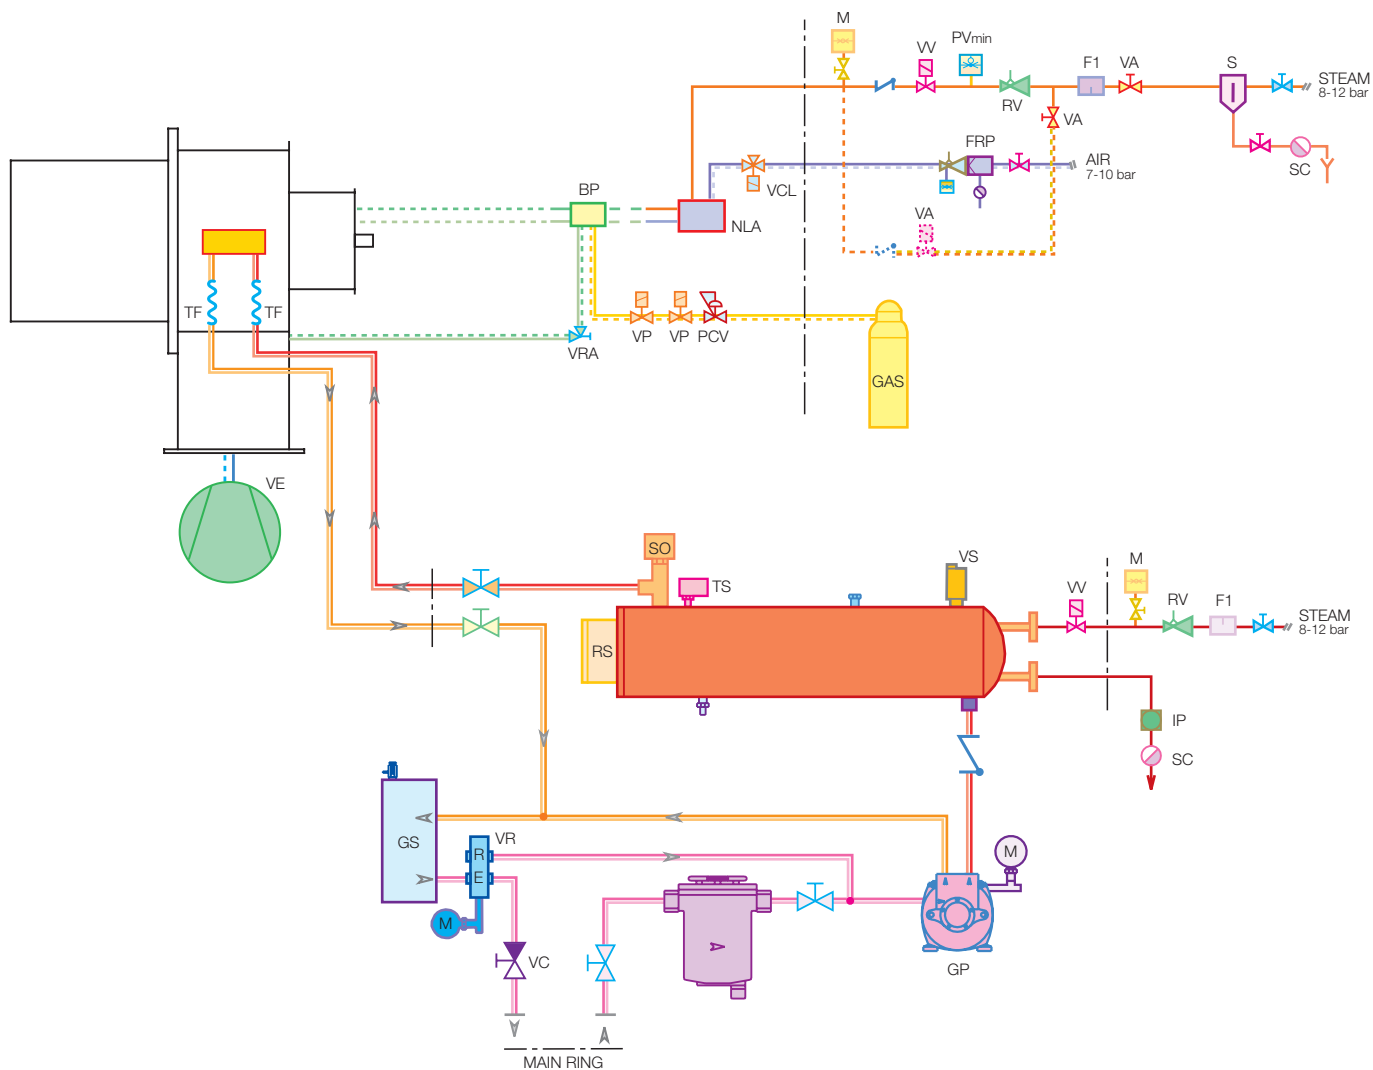 M
VV
PVmin
RV
F1
VA
S
STEAM
8-12 bar
VA
SC
FRP
AIR
7-10 bar
VCL
BP
NLA
VA
TF
TF
VRA
VP
VP
PCV
GAS
VE
SO
TS
VS
RS
VV
M
RV
F1
STEAM
8-12 bar
IP
SC
GS
VR
R
E
M
VC
M
GP
MAIN RING